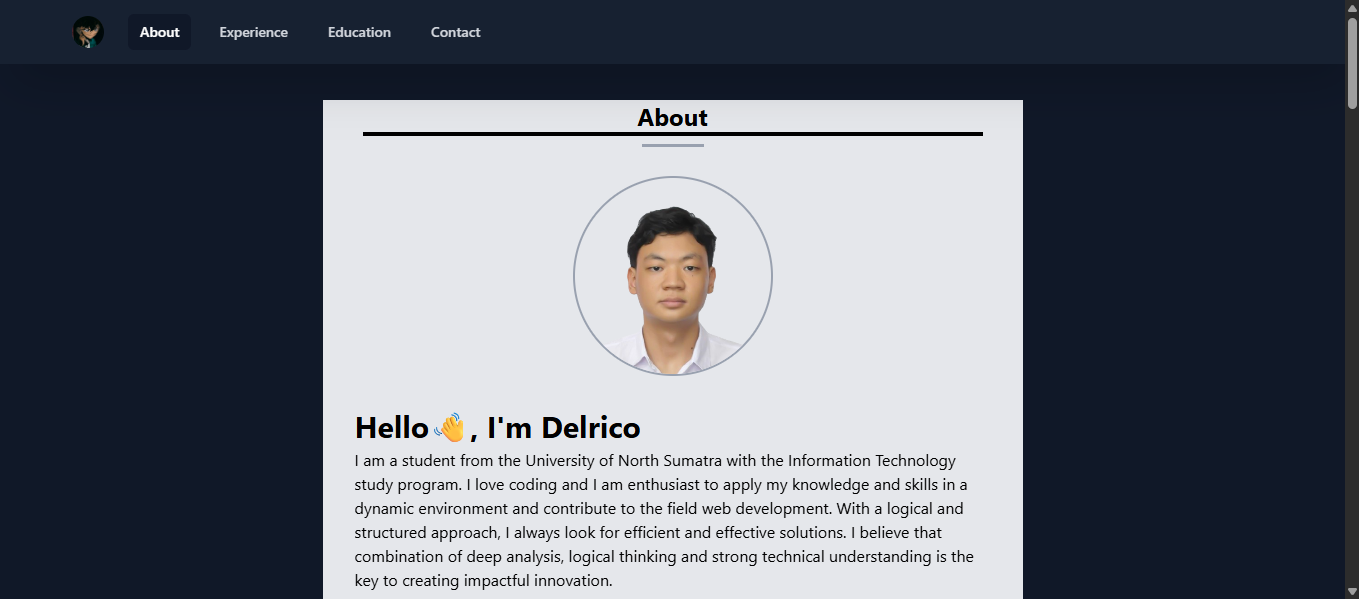 About
Experience
Education
Contact
About
Hello 👋, I'm Delrico
I am a student from the University of North Sumatra with the Information Technology
study program. I love coding and I am enthusiast to apply my knowledge and skills in a
dynamic environment and contribute to the field web development. With a logical and
structured approach, I always look for efficient and effective solutions. I believe that
combination of deep analysis, logical thinking and strong technical understanding is the
key to creating impactful innovation.